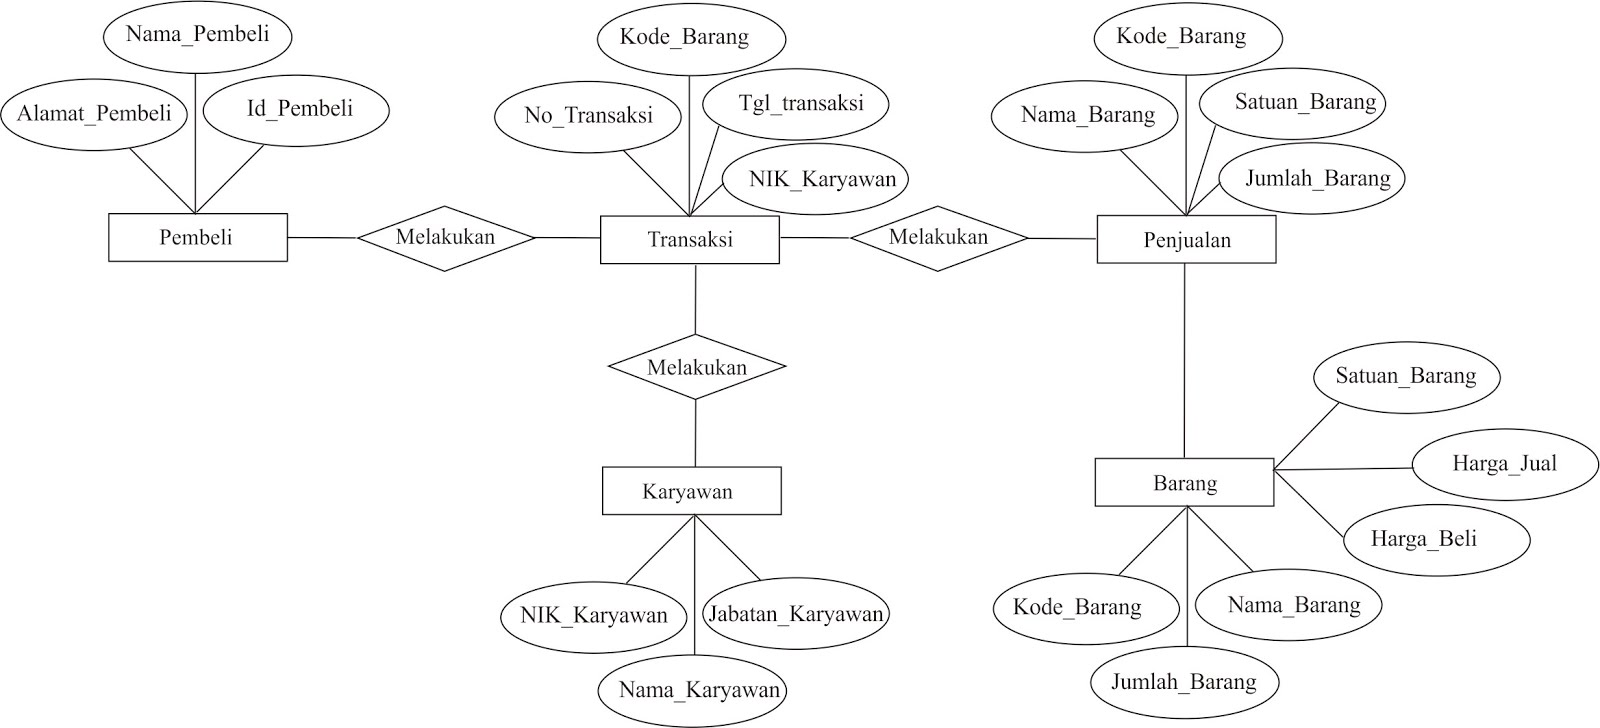 Nama_Pembeli
Alamat_Pembeli
Id_Pembeli
Pembeli
Melakukan
Kode_Barang
No_Transaksi
Tgl_transaksi
NIK_Karyawan
Transaksi
Melakukan
Kode_Barang
Nama_Barang
Satuan_Barang
Jumlah_Barang
Penjualan
Melakukan
Karyawan
NIK_Karyawan
Jabatan_Karyawan
Nama_Karyawan
Barang
Satuan_Barang
Harga_Jual
Harga_Beli
Kode_Barang
Nama_Barang
Jumlah_Barang